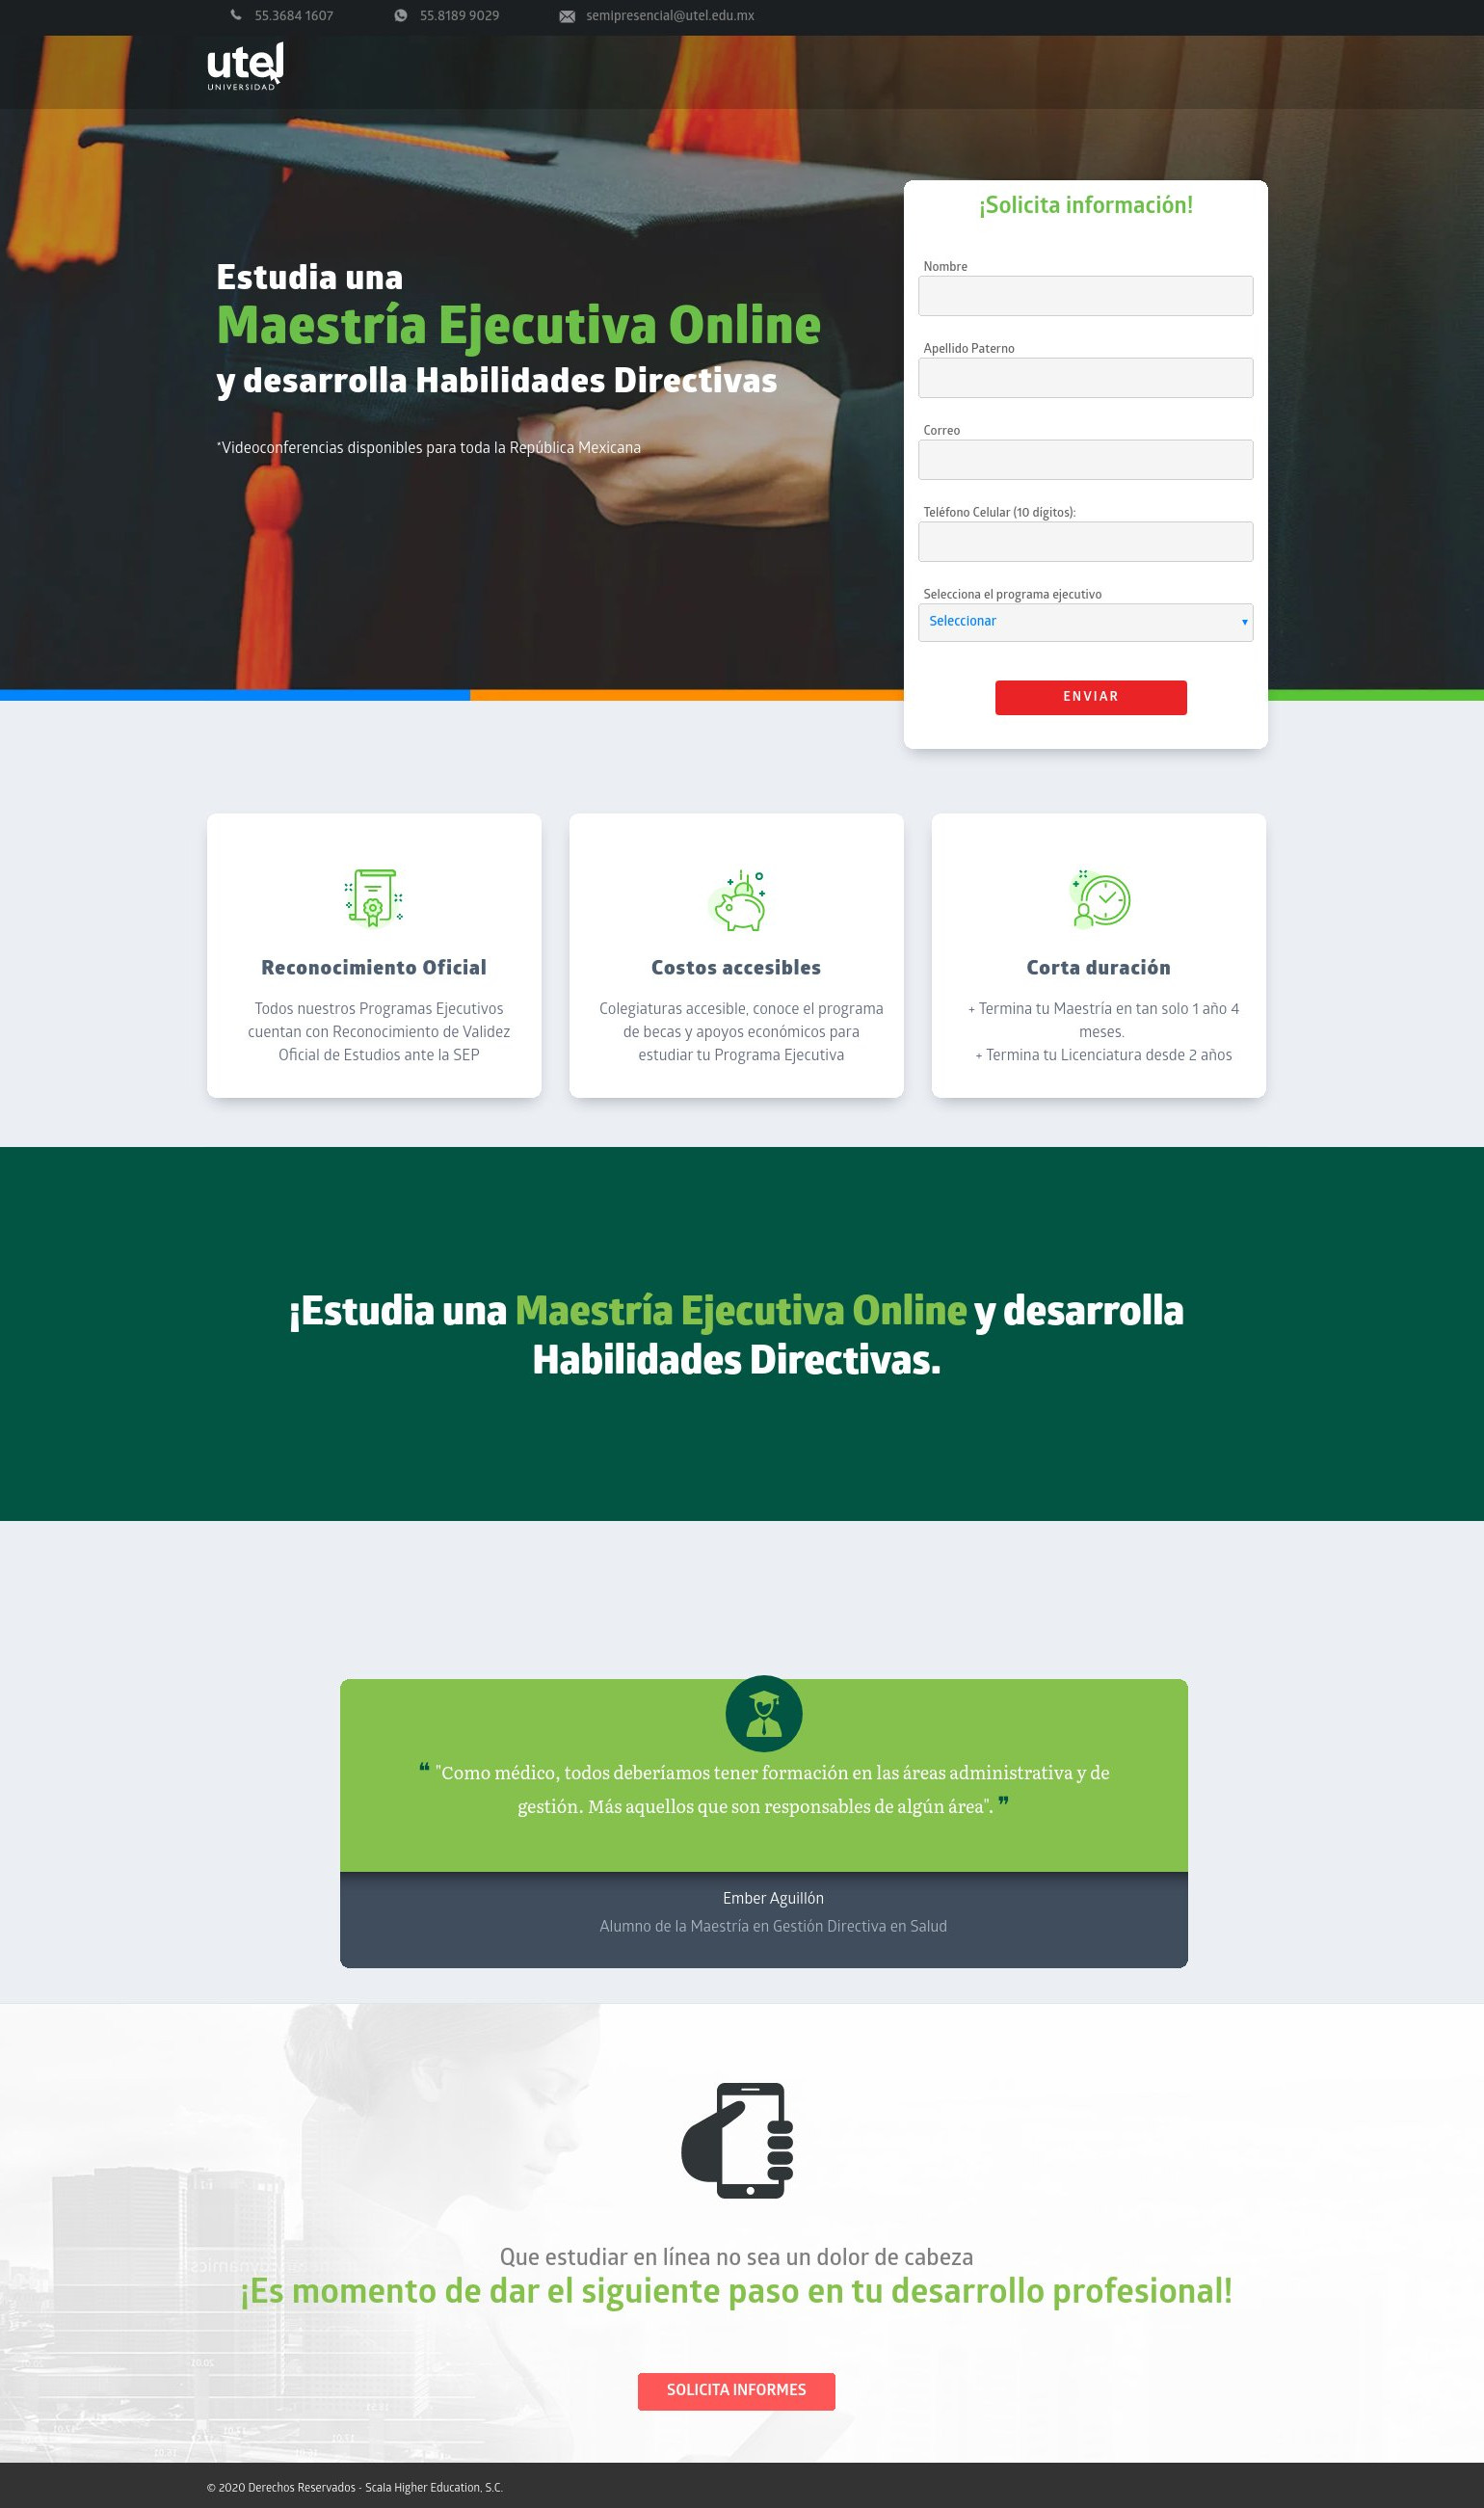 55.3684 1607
55.8189 9029
semipresencial@utel.edu.mx
utel
UNIVERSIDAD
¡Solicita información!
Estudia una
Maestría Ejecutiva Online
y desarrolla Habilidades Directivas
*Videoconferencias disponibles para toda la República Mexicana
Nombre
Apellido Paterno
Correo
Teléfono Celular (10 dígitos):
Selecciona el programa ejecutivo
Seleccionar
ENVIAR
Reconocimiento Oficial
Todos nuestros Programas Ejecutivos
cuentan con Reconocimiento de Validez
Oficial de Estudios ante la SEP
Costos accesibles
Colegiaturas accesible, conoce el programa
de becas y apoyos económicos para
estudiar tu Programa Ejecutiva
Corta duración
+ Termina tu Maestría en tan solo 1 año 4
meses.
+ Termina tu Licenciatura desde 2 años
¡Estudia una Maestría Ejecutiva Online y desarrolla
Habilidades Directivas.
❝ "Como médico, todos deberíamos tener formación en las áreas administrativa y de
gestión. Más aquellos que son responsables de algún área". ❞
Ember Aguillón
Alumno de la Maestría en Gestión Directiva en Salud
Que estudiar en línea no sea un dolor de cabeza
¡Es momento de dar el siguiente paso en tu desarrollo profesional!
SOLICITA INFORMES
© 2020 Derechos Reservados - Scala Higher Education, S.C.